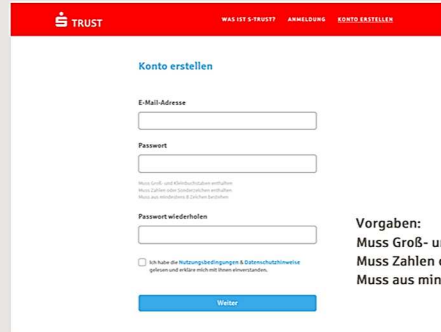 TRUST
WAS IST S-TRUST? ANMELDUNG KONTO ERSTELLEN
Konto erstellen
E-Mail-Adresse
Passwort
Muss Groß- und Kleinbuchstaben enthalten
Muss Zahlen oder Sonderzeichen enthalten
Muss aus mindestens 8 Zeichen bestehen
Passwort wiederholen
Ich habe die Nutzungsbedingungen & Datenschutzhinweise
gelesen und erkläre mich mit ihnen einverstanden.
Weiter
Vorgaben:
Muss Groß- u
Muss Zahlen
Muss aus min